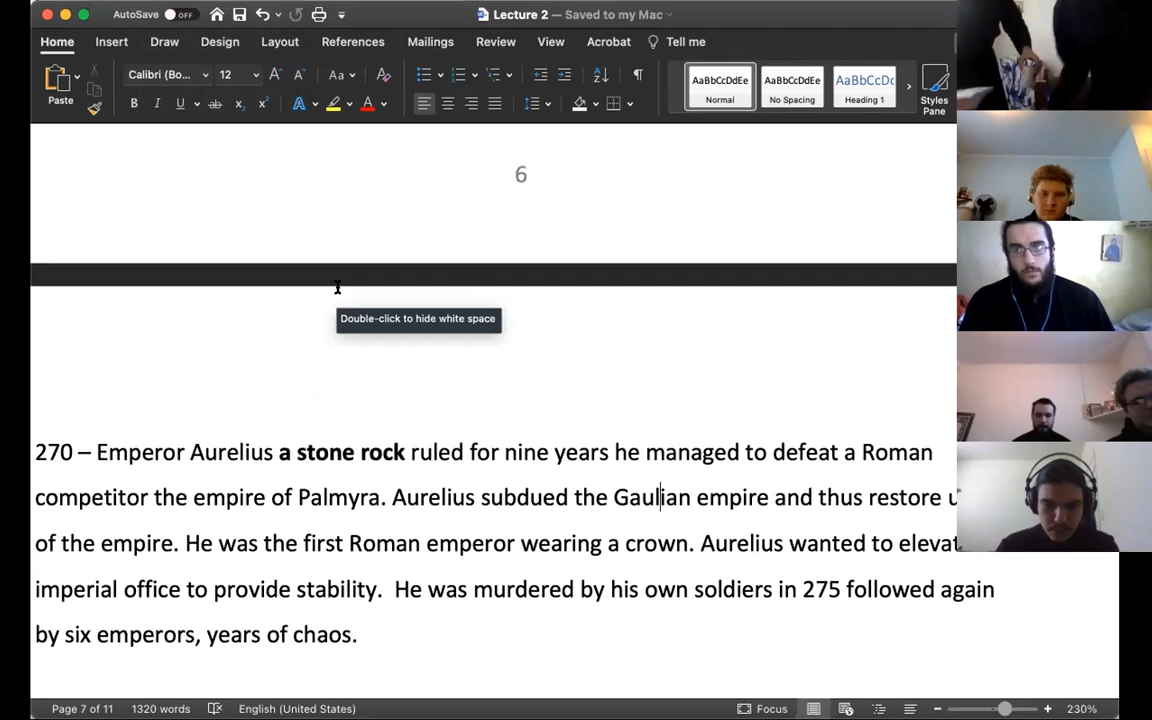 AutoSave OFF
Lecture 2 — Saved to my Mac
Home Insert Draw Design Layout References Mailings Review View Acrobat Tell me
Paste
Calibri (Bo... 12
AaBbCcDdEe AaBbCcDdEe AaBbCcDc
Normal No Spacing Heading 1
Styles Pane
6
Double-click to hide white space
270 – Emperor Aurelius a stone rock ruled for nine years he managed to defeat a Roman
competitor the empire of Palmyra. Aurelius subdued the Gaulian empire and thus restore
of the empire. He was the first Roman emperor wearing a crown. Aurelius wanted to elevat
imperial office to provide stability. He was murdered by his own soldiers in 275 followed again
by six emperors, years of chaos.
Page 7 of 11 1320 words English (United States) Focus 230%